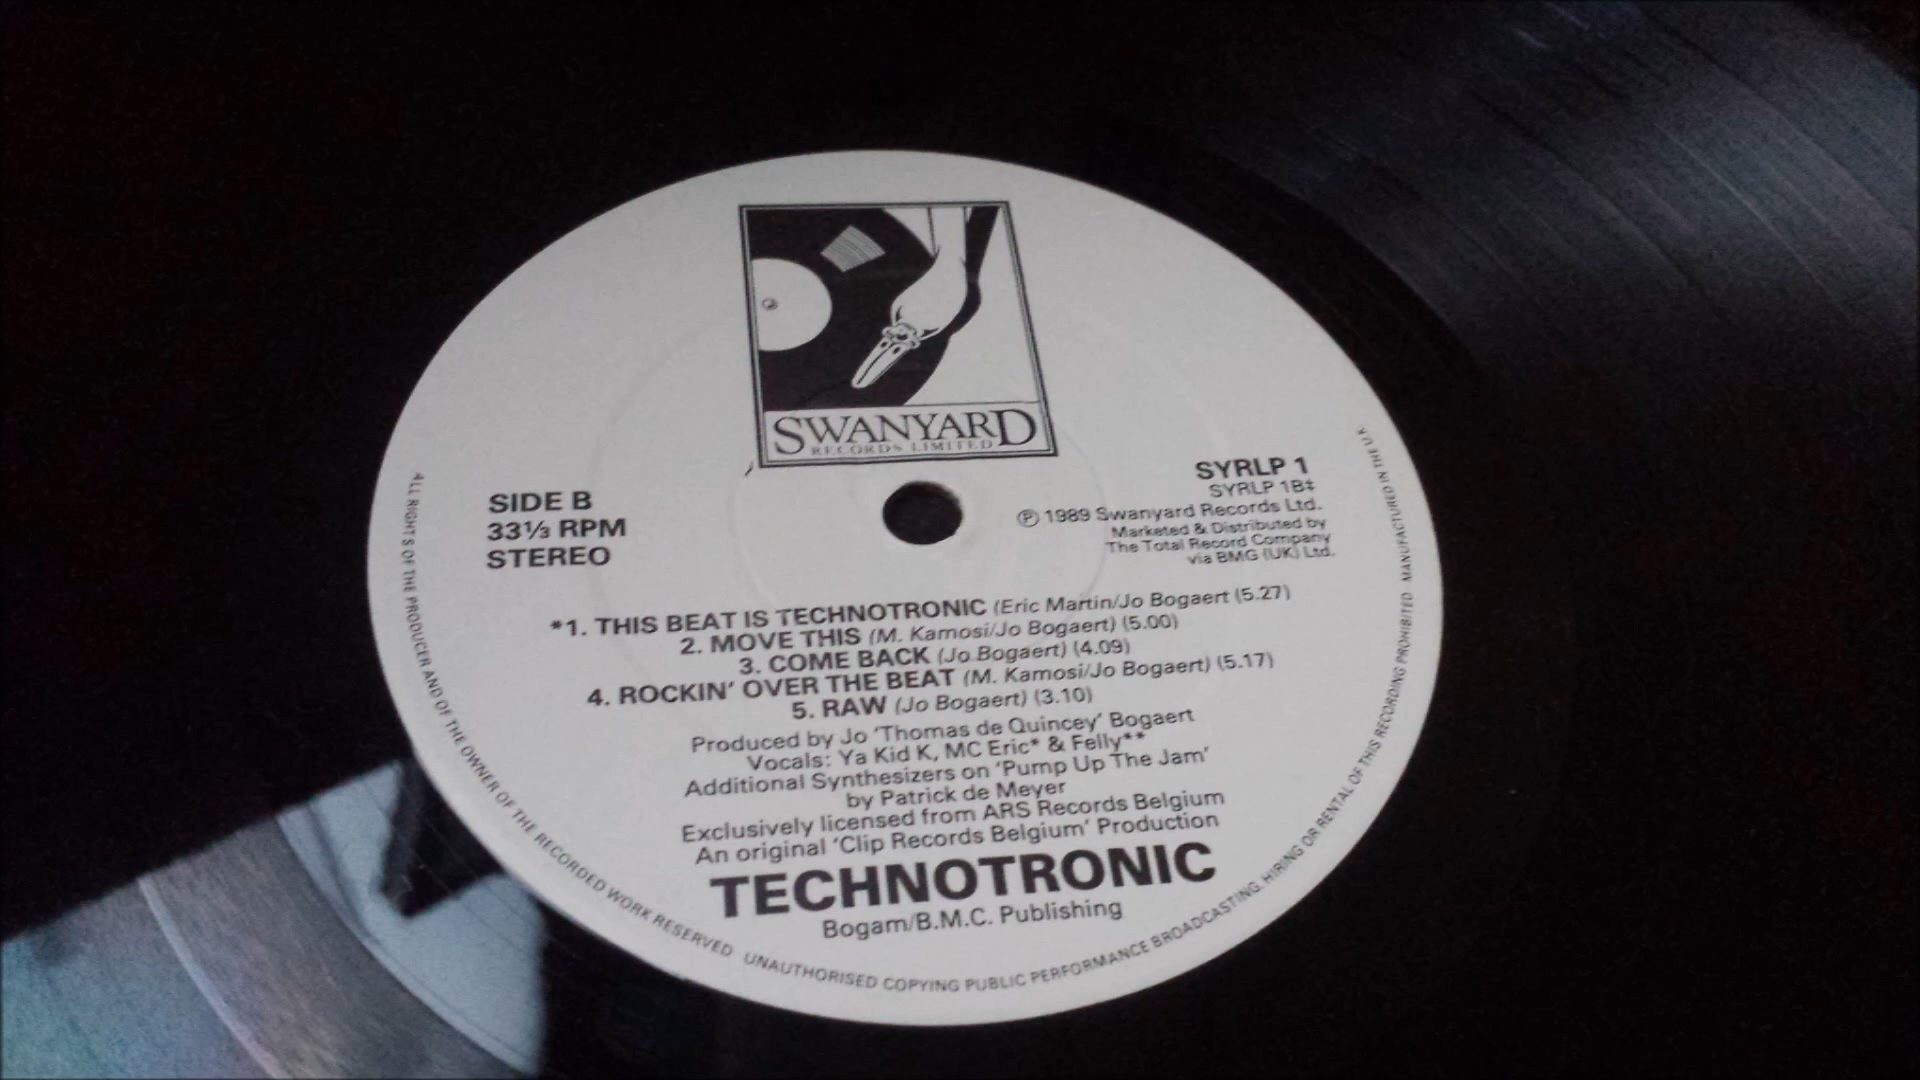 SWANYARD
RECORDS LIMITED
SIDE B
33⅓ RPM
STEREO
SYRLP 1
SYRLP 1B‡
Ⓟ 1989 Swanyard Records Ltd.
Marketed & Distributed by
The Total Record Company
via BMG (UK) Ltd.
*1. THIS BEAT IS TECHNOTRONIC (Eric Martin/Jo Bogaert (5.27)
2. MOVE THIS (M. Kamosi/Jo Bogaert) (5.00)
3. COME BACK (Jo Bogaert) (4.09)
4. ROCKIN' OVER THE BEAT (M. Kamosi/Jo Bogaert) (5.17)
5. RAW (Jo Bogaert) (3.10)
Produced by Jo 'Thomas de Quincey' Bogaert
Vocals: Ya Kid K, MC Eric* & Felly**
Additional Synthesizers on 'Pump Up The Jam'
by Patrick de Meyer
Exclusively licensed from ARS Records Belgium
An original 'Clip Records Belgium' Production
TECHNOTRONIC
Bogam/B.M.C. Publishing
ALL RIGHTS OF THE PRODUCER AND OF THE OWNER OF THE RECORDED WORK RESERVED UNAUTHORISED COPYING PUBLIC PERFORMANCE BROADCASTING, HIRING OR RENTAL OF THIS RECORDING PROHIBITED MANUFACTURED IN THE U.K.